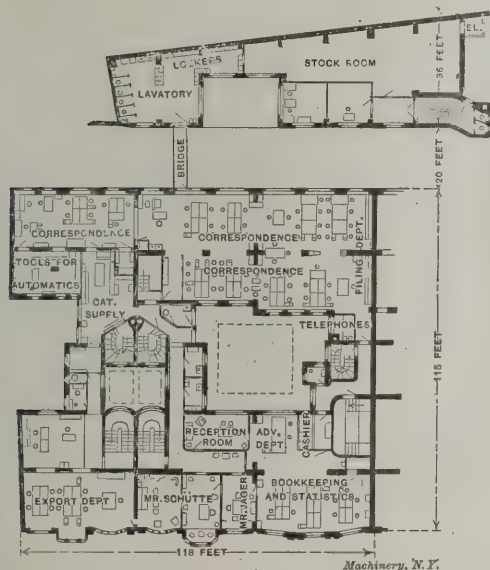 EL.
LOCKERS
STOCK ROOM
LAVATORY
36 FEET
BRIDGE
20 FEET
CORRESPONDENCE
CORRESPONDENCE
CORRESPONDENCE
FILING DEPT.
TOOLS FOR
AUTOMATICS
CAT.
SUPPLY
TELEPHONES
115 FEET
RECEPTION
ROOM
ADV.
DEPT.
CASHIER
EXPORT DEPT
MR. SCHUTTE
MR. JAGER
BOOKKEEPING
AND STATISTICS
118 FEET
Machinery, N.Y.